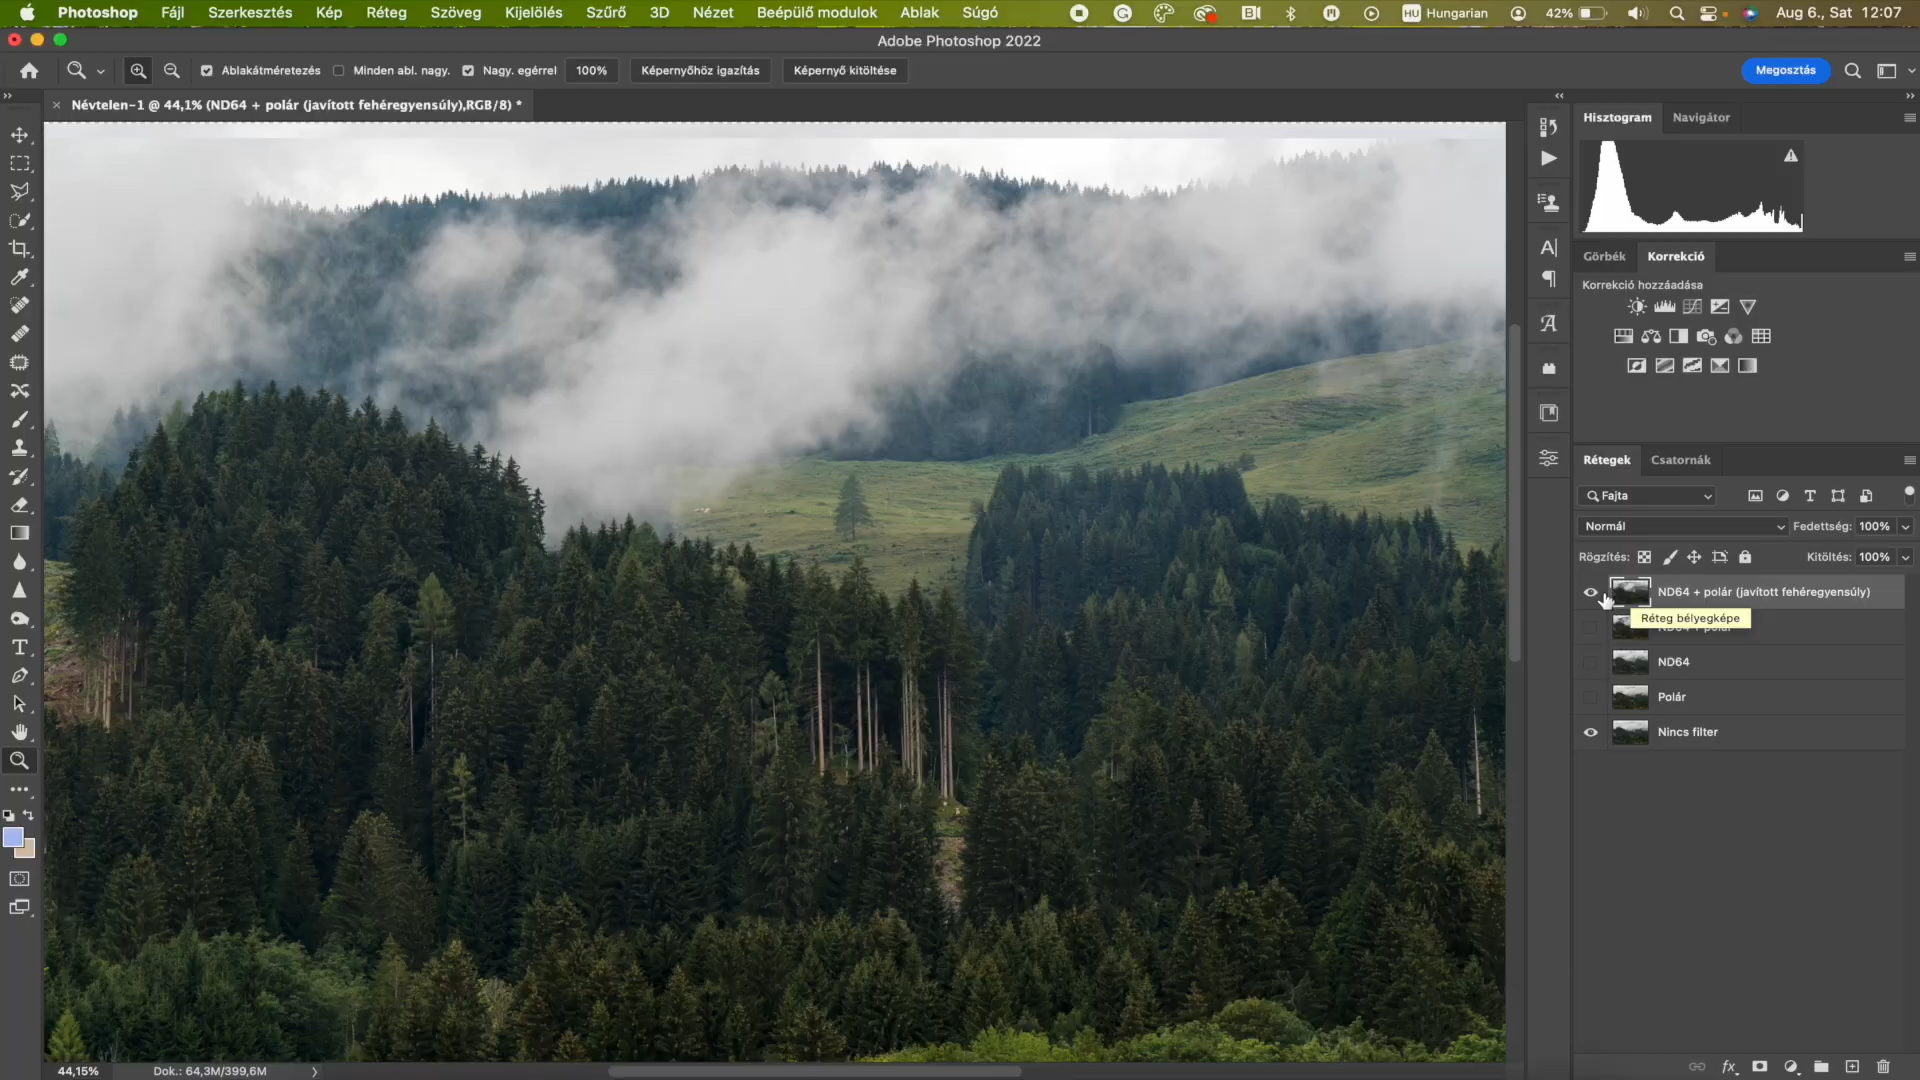 Photoshop Fájl Szerkesztés Kép Réteg Szöveg Kijelölés Szűrő 3D Nézet Beépülő modulok Ablak Súgó HU Hungarian 42% Aug 6., Sat 12:07
Adobe Photoshop 2022
Ablakátméretezés Minden abl. nagy. Nagy. egérrel 100% Képernyőhöz igazítás Képernyő kitöltése Megosztás
Névtelen-1 @ 44,1% (ND64 + polár (javított fehéregyensúly),RGB/8) *
Hisztogram Navigátor
Görbék Korrekció
Korrekció hozzáadása
Rétegek Csatornák
Fajta
Normál Fedettség: 100%
Rögzítés: Kitöltés: 100%
ND64 + polár (javított fehéregyensúly)
Réteg bélyegképe
ND64 + polár
ND64
Polár
Nincs filter
44,15% Dok.: 64,3M/399,6M